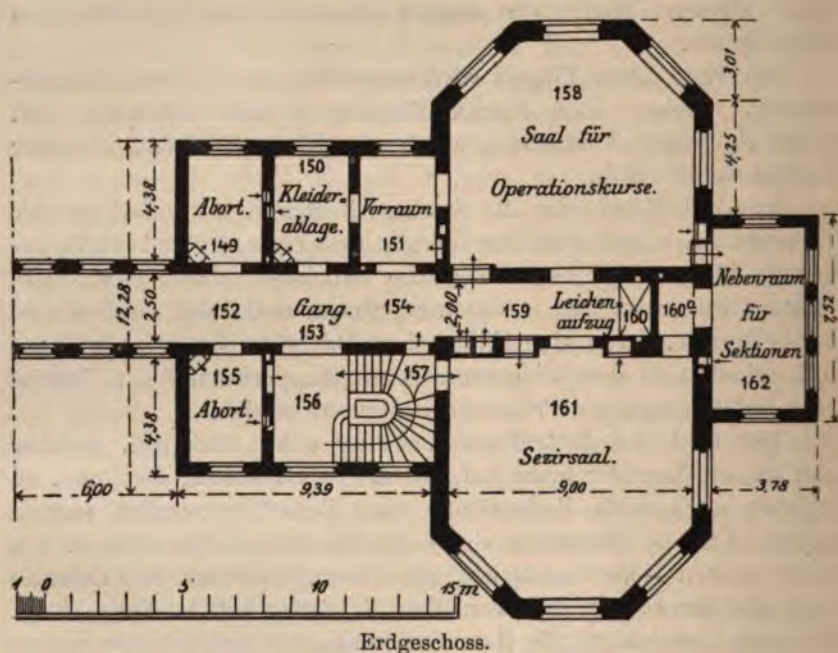 3,01
158
Saal für
Operationskurse.
4,25
4,38
150
Abort.
149
Kleider=
ablage.
Vorraum
151
12,28
2,50
152
Gang.
153
154
2,00
159
Leichen
aufzug
160
160a
Nebenraum
für
Sektionen
162
7,52
4,38
155
Abort.
156
157
161
Sezirsaal.
6,00
9,39
9,00
3,78
1 0 5 10 15 m
Erdgeschoss.